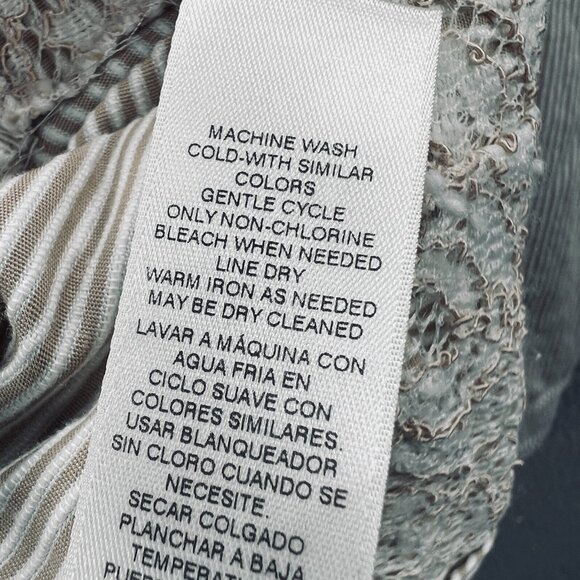 MACHINE WASH
COLD-WITH SIMILAR
COLORS
GENTLE CYCLE
ONLY NON-CHLORINE
BLEACH WHEN NEEDED
LINE DRY
WARM IRON AS NEEDED
MAY BE DRY CLEANED
LAVAR A MÁQUINA CON
AGUA FRIA EN
CICLO SUAVE CON
COLORES SIMILARES.
USAR BLANQUEADOR
SIN CLORO CUANDO SE
NECESITE.
SECAR COLGADO
PLANCHAR A BAJA